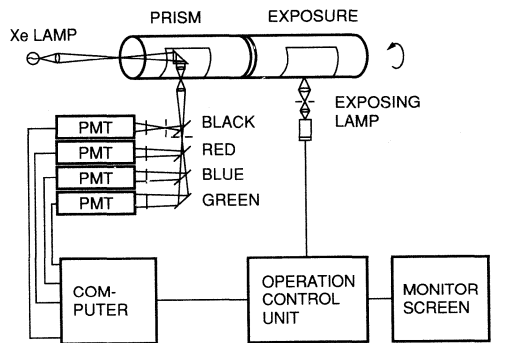 PRISM
EXPOSURE
Xe LAMP
EXPOSING
LAMP
PMT
BLACK
PMT
RED
PMT
BLUE
PMT
GREEN
COM-
PUTER
OPERATION
CONTROL
UNIT
MONITOR
SCREEN